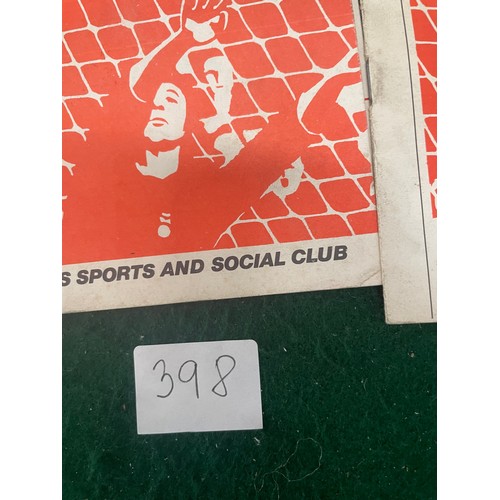 S SPORTS AND SOCIAL CLUB
398